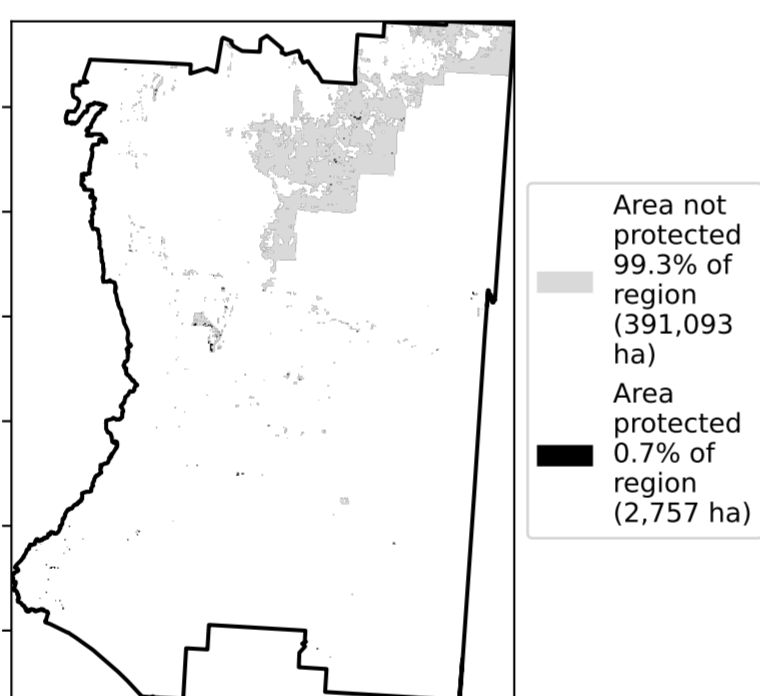 Area not
protected
99.3% of
region
(391,093
ha)
Area
protected
0.7% of
region
(2,757 ha)